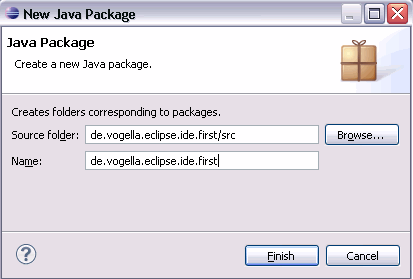 New Java Package
Java Package
Create a new Java package.
Creates folders corresponding to packages.
Source folder: de.vogella.eclipse.ide.first/src Browse...
Name: de.vogella.eclipse.ide.first
? Finish Cancel